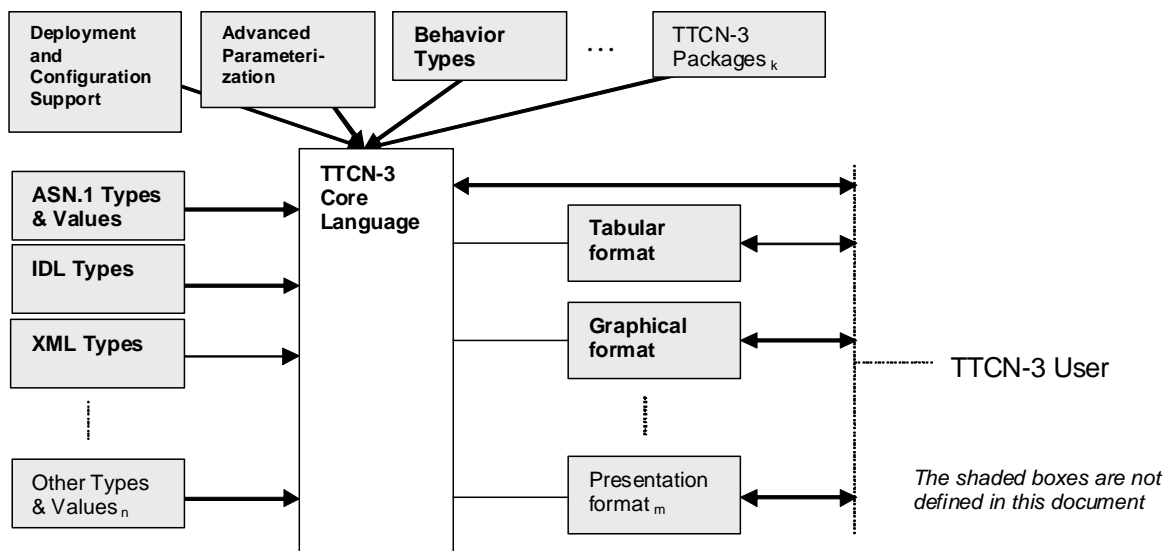 Deployment
and
Configuration
Support
Advanced
Parameteri-
zation
Behavior
Types
...
TTCN-3
Packages k
ASN.1 Types
& Values
IDL Types
XML Types
Other Types
& Values n
TTCN-3
Core
Language
Tabular
format
Graphical
format
Presentation
format m
TTCN-3 User
The shaded boxes are not
defined in this document